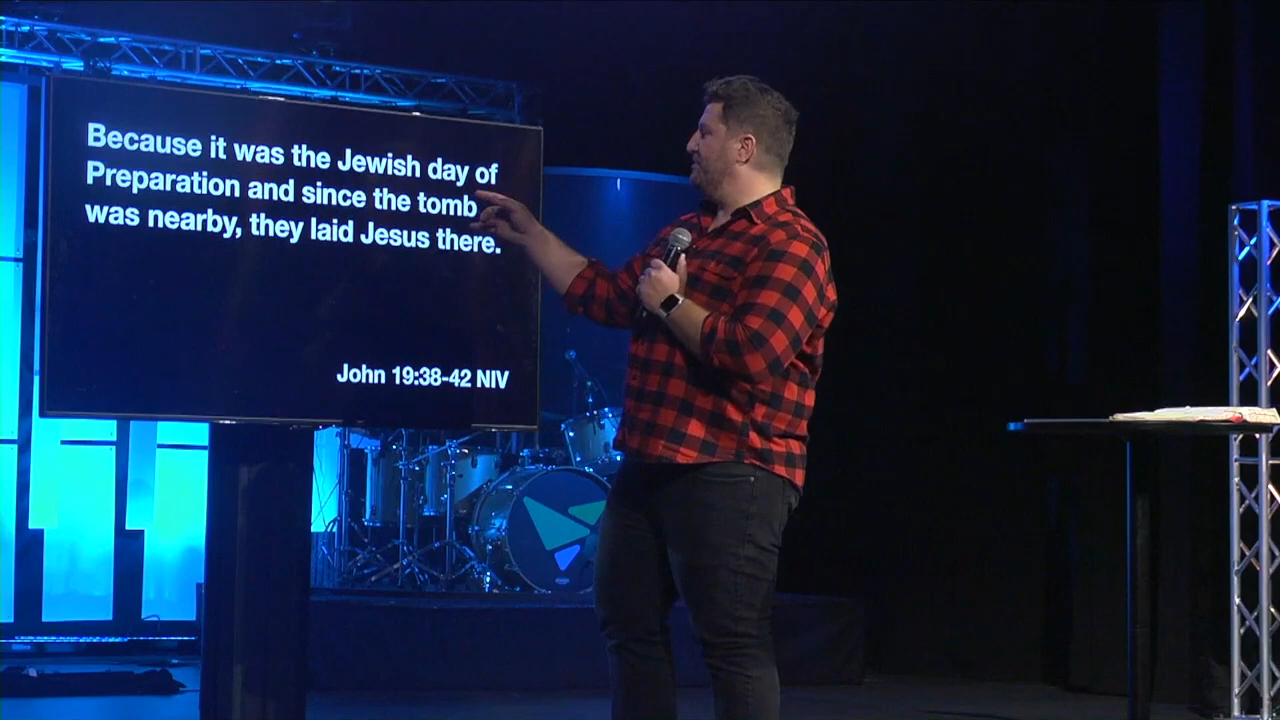 Because it was the Jewish day of
Preparation and since the tomb
was nearby, they laid Jesus there.
John 19:38-42 NIV